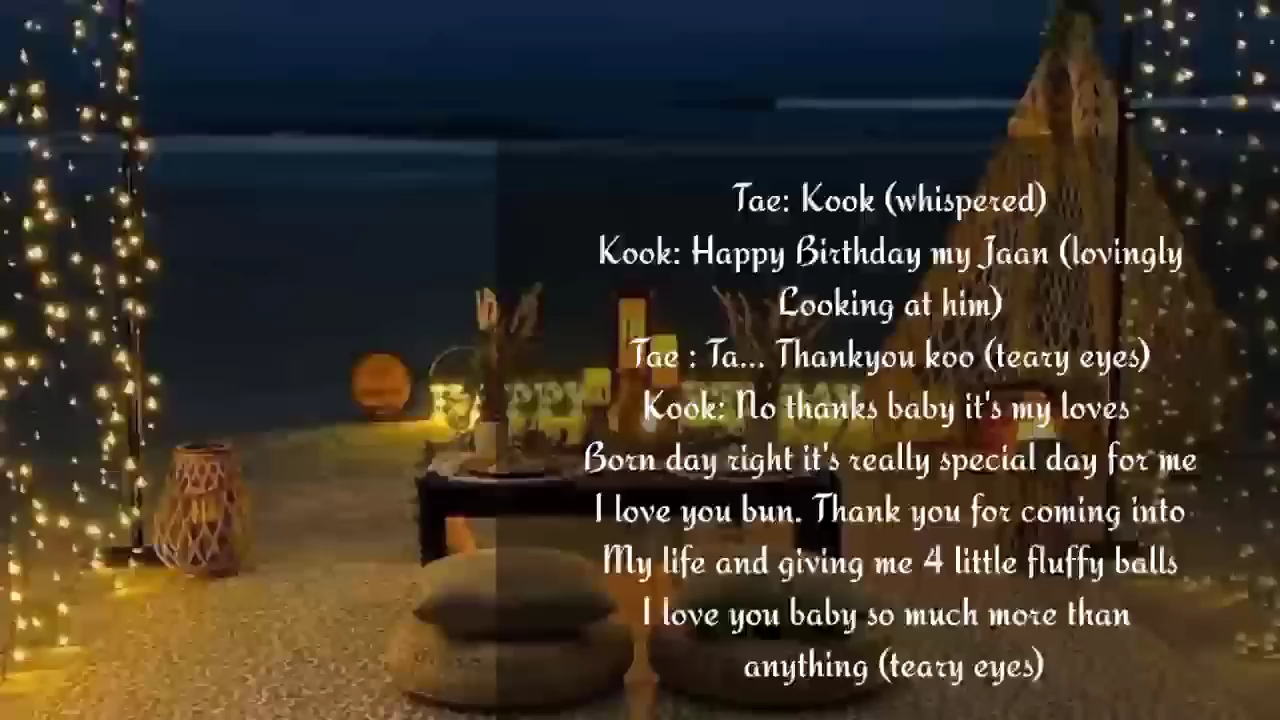 Tae: Kook (whispered)
Kook: Happy Birthday my Jaan (lovingly
Looking at him)
Tae : Ta... Thankyou koo (teary eyes)
Kook: No thanks baby it's my loves
Born day right it's really special day for me
I love you bun. Thank you for coming into
My life and giving me 4 little fluffy balls
I love you baby so much more than
anything (teary eyes)